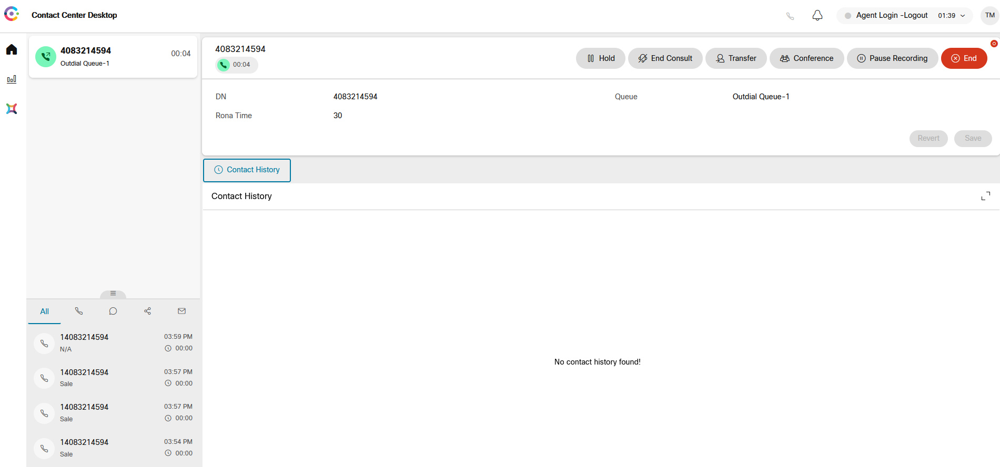 Contact Center Desktop
Agent Login -Logout 01:39
TM
4083214594
00:04
Outdial Queue-1
4083214594
00:04
Hold
End Consult
Transfer
Conference
Pause Recording
End
DN 4083214594
Queue Outdial Queue-1
Rona Time 30
Revert
Save
Contact History
Contact History
No contact history found!
All
14083214594 03:59 PM
N/A 00:00
14083214594 03:57 PM
Sale 00:00
14083214594 03:57 PM
Sale 00:00
14083214594 03:54 PM
Sale 00:00